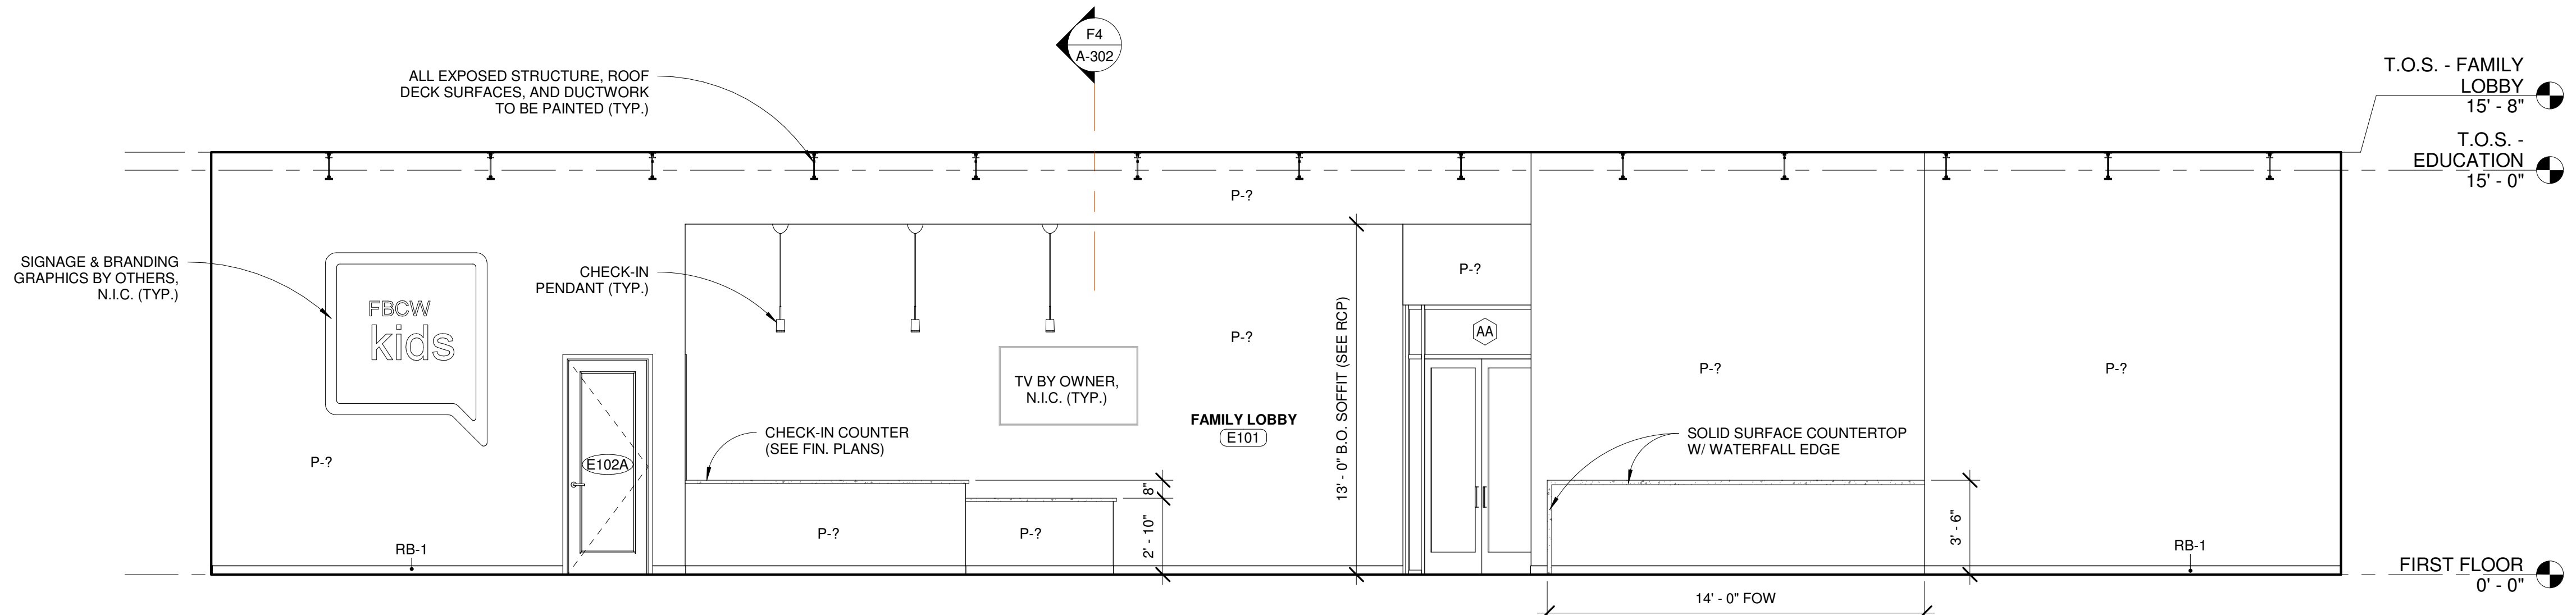 F4
A-302
ALL EXPOSED STRUCTURE, ROOF
DECK SURFACES, AND DUCTWORK
TO BE PAINTED (TYP.)
T.O.S. - FAMILY
LOBBY
15' - 8"
T.O.S. -
EDUCATION
15' - 0"
P-?
SIGNAGE & BRANDING
GRAPHICS BY OTHERS,
N.I.C. (TYP.)
FBCW
kids
CHECK-IN
PENDANT (TYP.)
P-?
P-?
AA
13' - 0" B.O. SOFFIT (SEE RCP)
TV BY OWNER,
N.I.C. (TYP.)
P-?
P-?
FAMILY LOBBY
E101
P-?
E102A
CHECK-IN COUNTER
(SEE FIN. PLANS)
SOLID SURFACE COUNTERTOP
W/ WATERFALL EDGE
8"
2' - 10"
P-?
P-?
3' - 6"
RB-1
RB-1
FIRST FLOOR
0' - 0"
14' - 0" FOW